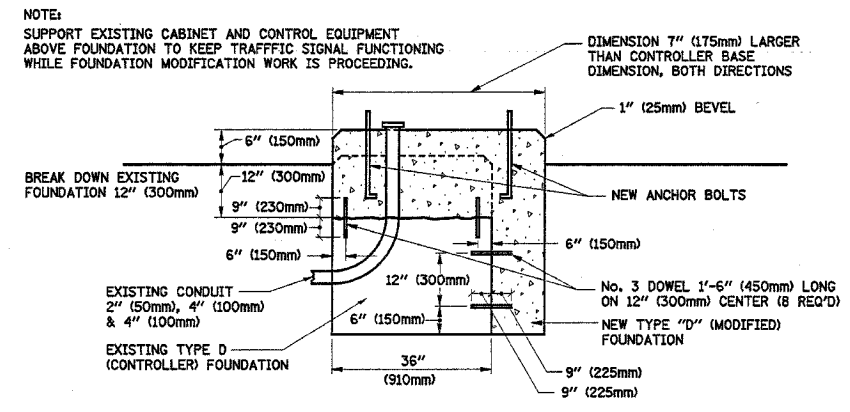 NOTE:
SUPPORT EXISTING CABINET AND CONTROL EQUIPMENT
ABOVE FOUNDATION TO KEEP TRAFFFIC SIGNAL FUNCTIONING
WHILE FOUNDATION MODIFICATION WORK IS PROCEEDING.
DIMENSION 7" (175mm) LARGER
THAN CONTROLLER BASE
DIMENSION, BOTH DIRECTIONS
1" (25mm) BEVEL
6" (150mm)
BREAK DOWN EXISTING
FOUNDATION 12" (300mm)
12" (300mm)
NEW ANCHOR BOLTS
9" (230mm)
9" (230mm)
6" (150mm)
6" (150mm)
12" (300mm)
No. 3 DOWEL 1'-6" (450mm) LONG
ON 12" (300mm) CENTER (8 REQ'D)
EXISTING CONDUIT
2" (50mm), 4" (100mm)
& 4" (100mm)
6" (150mm)
NEW TYPE "D" (MODIFIED)
FOUNDATION
EXISTING TYPE D
(CONTROLLER) FOUNDATION
36"
(910mm)
9" (225mm)
9" (225mm)